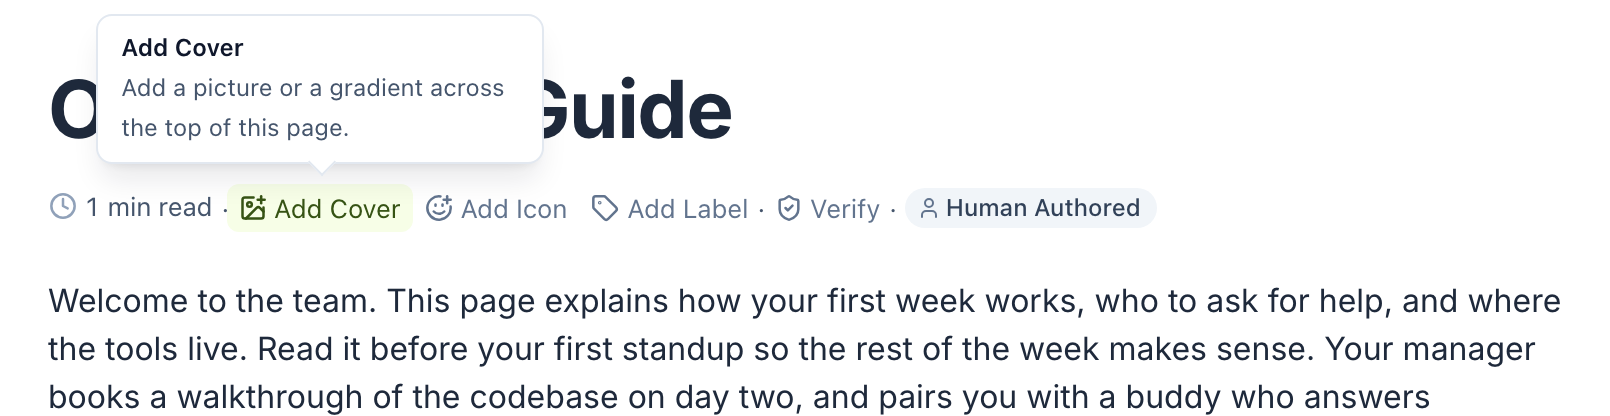 Add Cover
Add a picture or a gradient across
the top of this page.
Guide
1 min read · Add Cover Add Icon Add Label · Verify · Human Authored
Welcome to the team. This page explains how your first week works, who to ask for help, and where
the tools live. Read it before your first standup so the rest of the week makes sense. Your manager
books a walkthrough of the codebase on day two, and pairs you with a buddy who answers